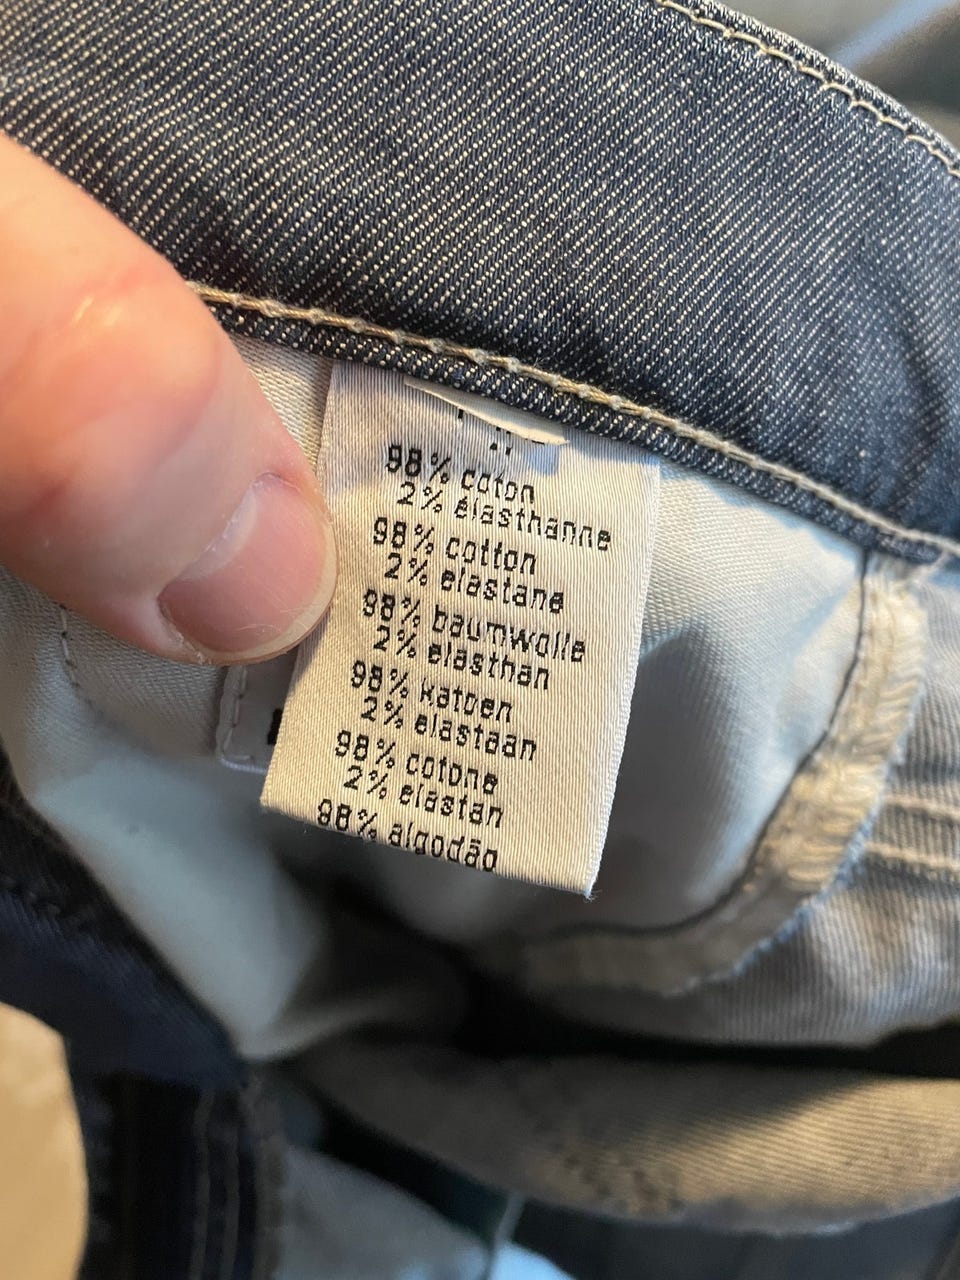 98% coton
2% élasthanne
98% cotton
2% elastane
98% baumwolle
2% elasthan
98% katoen
2% elastaan
98% cotone
2% elastan
98% algodão